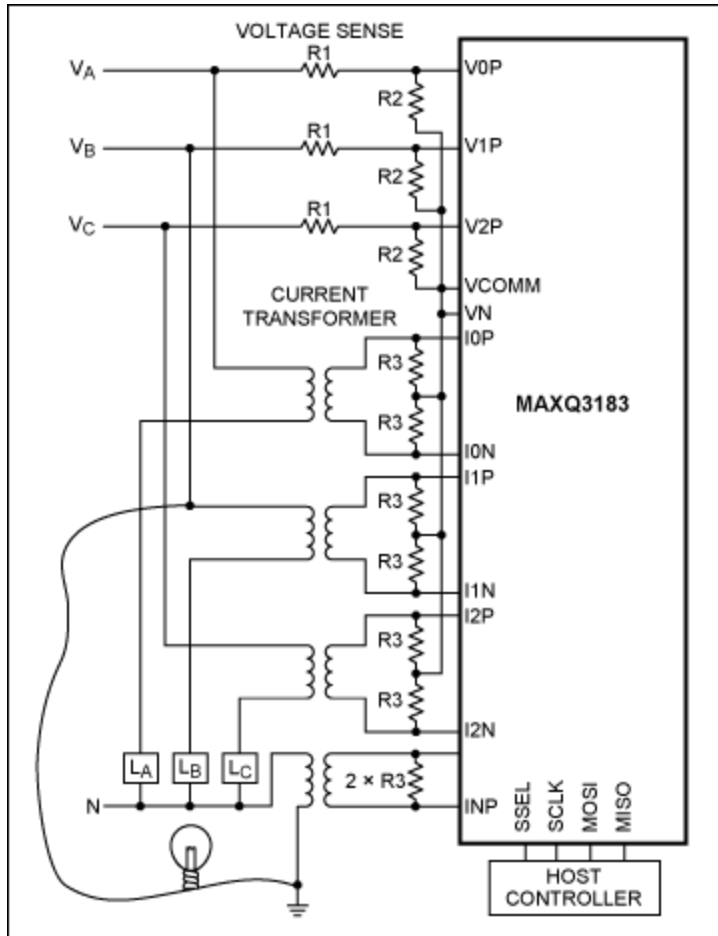 VOLTAGE SENSE
VA
R1
V0P
R2
VB
R1
V1P
R2
VC
R1
V2P
R2
VCOMM
CURRENT
TRANSFORMER
VN
I0P
R3
MAXQ3183
R3
I0N
I1P
R3
R3
I1N
I2P
R3
R3
I2N
LA
LB
LC
2 × R3
N
INP
SSEL
SCLK
MOSI
MISO
HOST
CONTROLLER